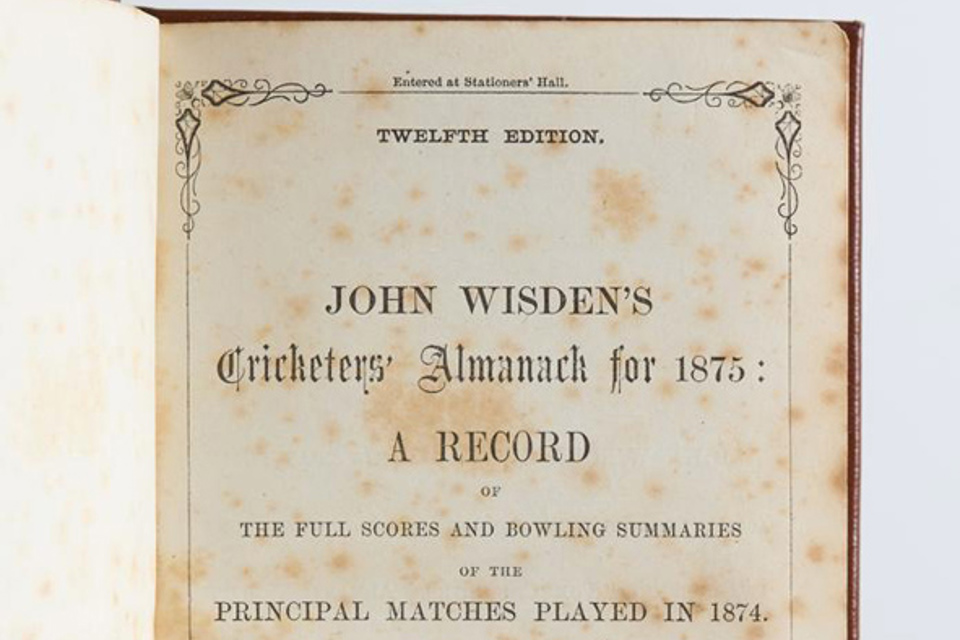 Entered at Stationers' Hall.
TWELFTH EDITION.
JOHN WISDEN'S
Cricketers' Almanack for 1875:
A RECORD
OF
THE FULL SCORES AND BOWLING SUMMARIES
OF THE
PRINCIPAL MATCHES PLAYED IN 1874.